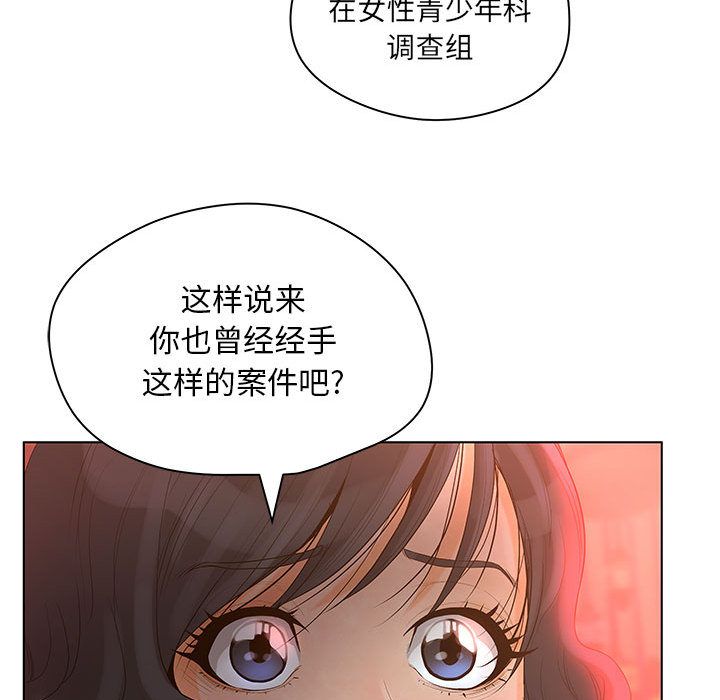 在女性青少年科
调查组
这样说来
你也曾经经手
这样的案件吧?